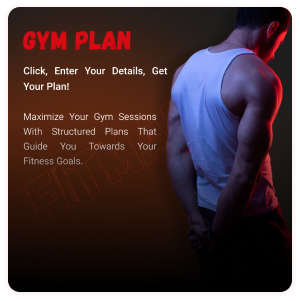 GYM PLAN
Click, Enter Your Details, Get
Your Plan!
Maximize Your Gym Sessions
With Structured Plans That
Guide You Towards Your
Fitness Goals.